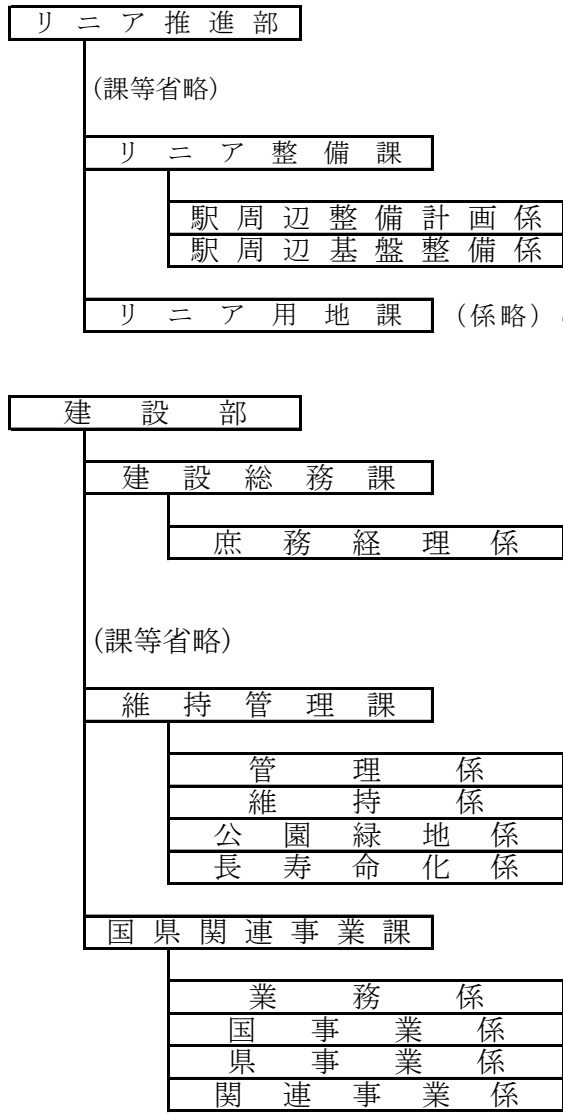 リニア推進部
(課等省略)
リニア整備課
駅周辺整備計画係
駅周辺基盤整備係
リニア用地課 (係略)
建設部
建設総務課
庶務経理係
(課等省略)
維持管理課
管理係
維持係
公園緑地係
長寿命化係
国県関連事業課
業務係
国事業係
県事業係
関連事業係